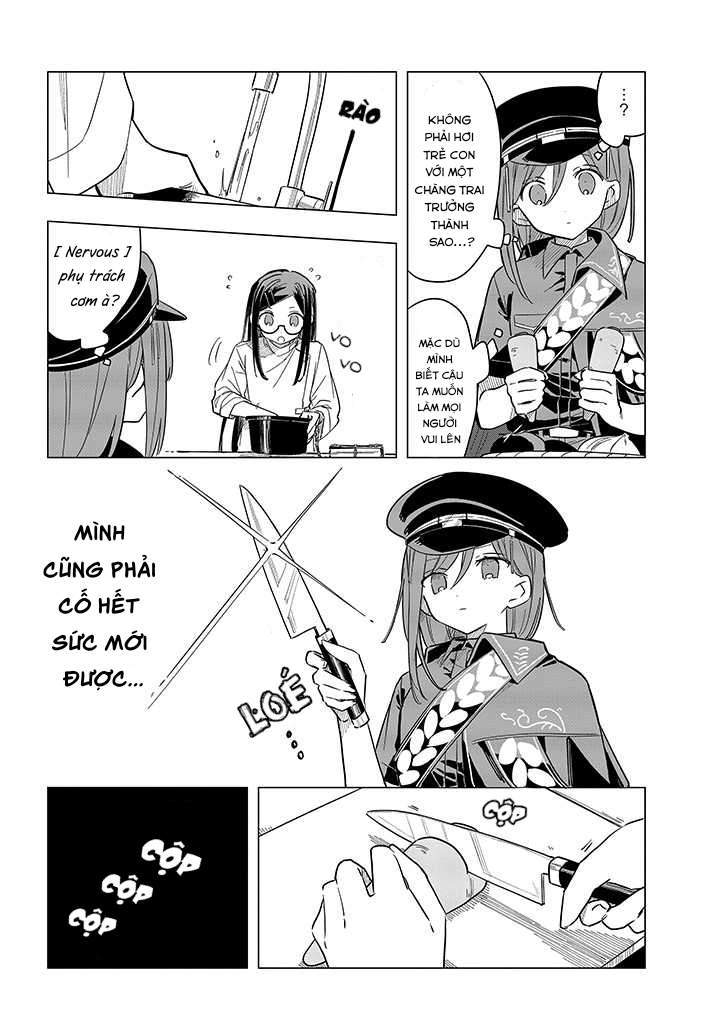 ...?
KHÔNG
PHẢI HƠI
TRẺ CON
VỚI MỘT
CHÀNG TRAI
TRƯỞNG
THÀNH
SAO...?
MẶC DÙ
MÌNH
BIẾT CẬU
TA MUỐN
LÀM MỌI
NGƯỜI
VUI LÊN
RÀO
[ Nervous ]
phụ trách
cơm à?
VO
VO
MÌNH
CŨNG PHẢI
CỐ HẾT
SỨC MỚI
ĐƯỢC...
LOÉ
...
CỘP
CỘP
CỘP
CỘP